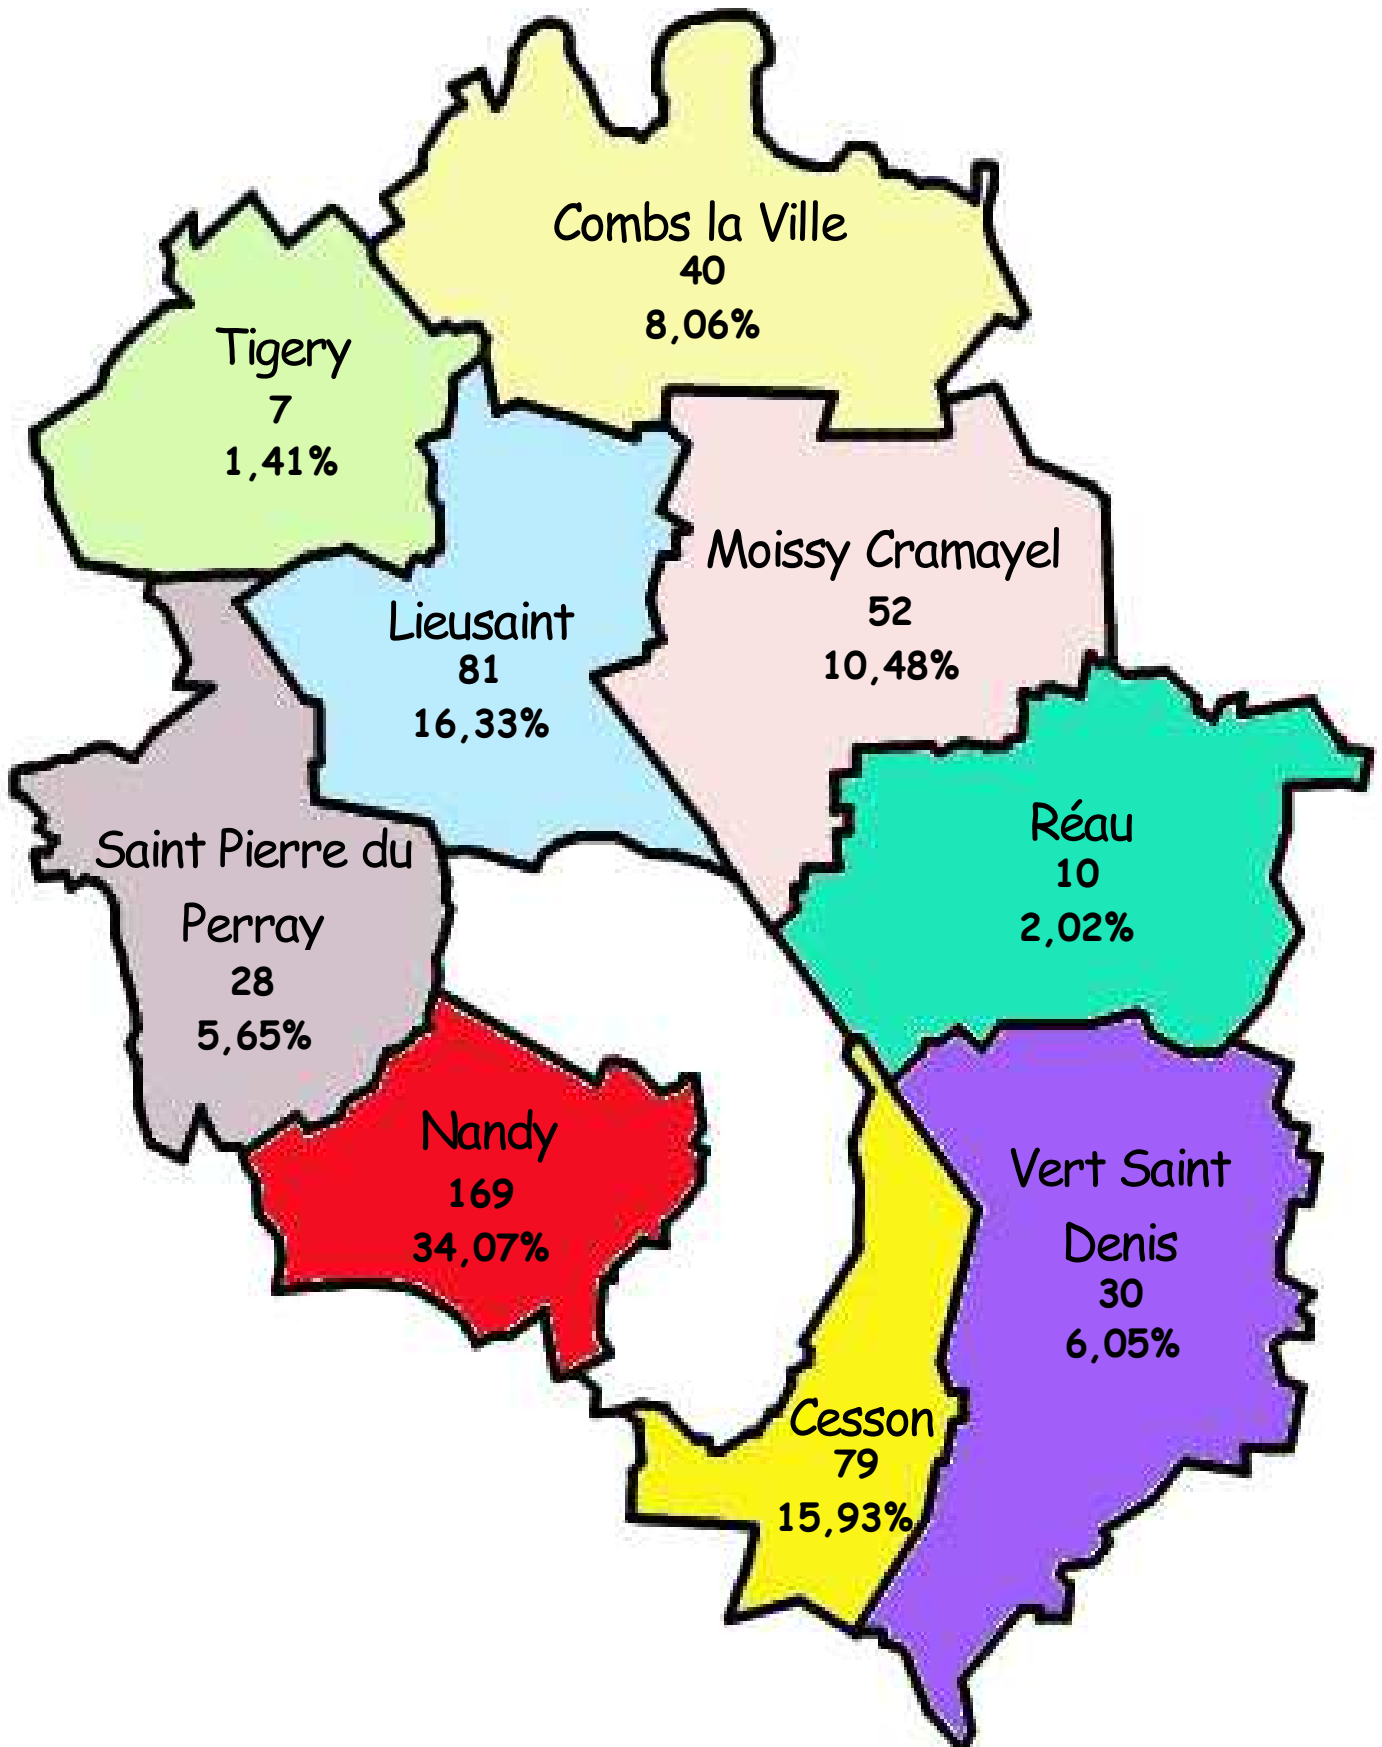 Combs la Ville
40
8,06%
Tigery
7
1,41%
Moissy Cramayel
52
10,48%
Lieusaint
81
16,33%
Réau
10
2,02%
Saint Pierre du
Perray
28
5,65%
Nandy
169
34,07%
Vert Saint
Denis
30
6,05%
Cesson
79
15,93%